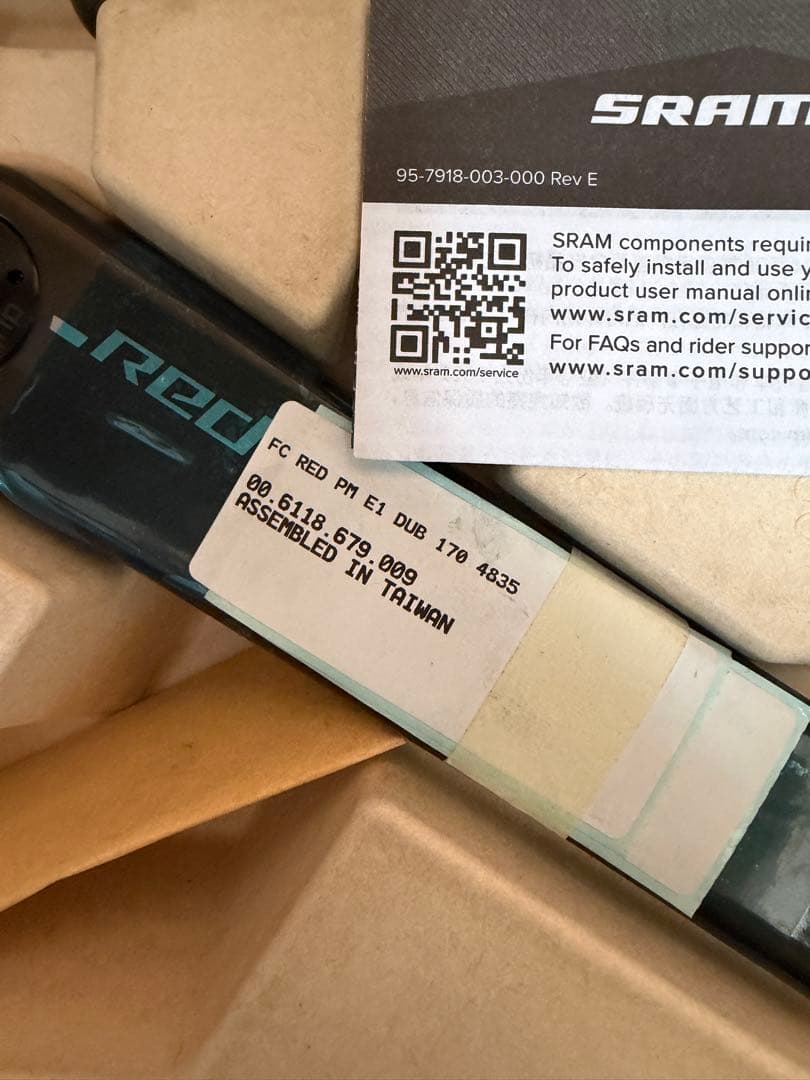 SRAM
95-7918-003-000 Rev E
SRAM components requi
To safely install and use y
product user manual onli
www.sram.com/servic
For FAQs and rider suppor
www.sram.com/suppo
www.sram.com/service
Red
FC RED PM E1 DUB 170 4835
00.6118.679.009
ASSEMBLED IN TAIWAN